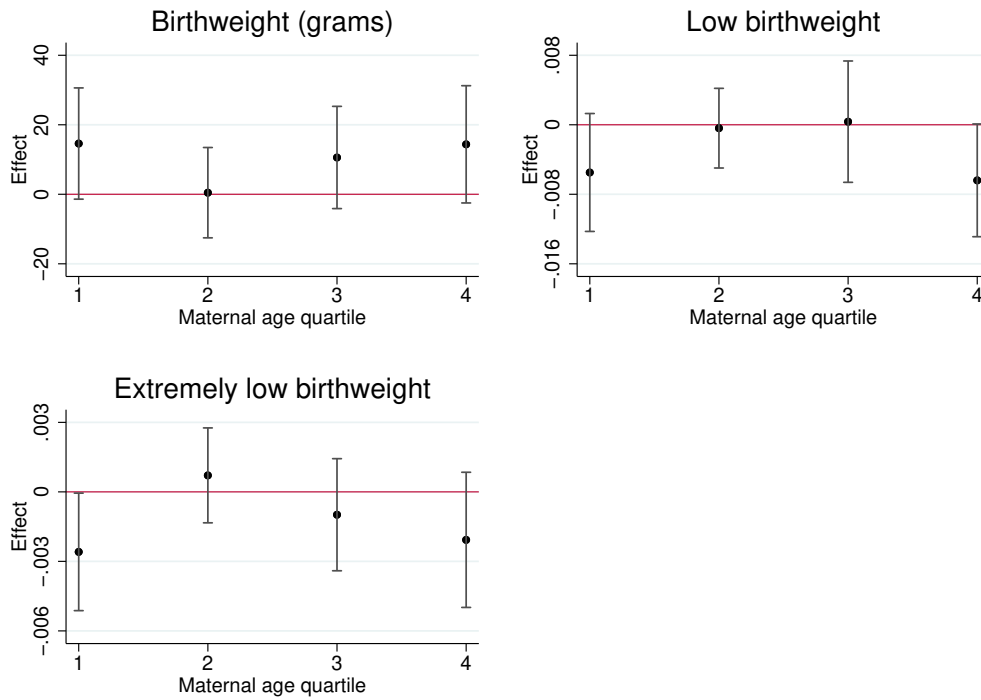 Birthweight (grams)
Effect
40
20
0
−20
1 2 3 4
Maternal age quartile
Low birthweight
Effect
.008
0
−.008
−.016
1 2 3 4
Maternal age quartile
Extremely low birthweight
Effect
.003
0
−.003
−.006
1 2 3 4
Maternal age quartile